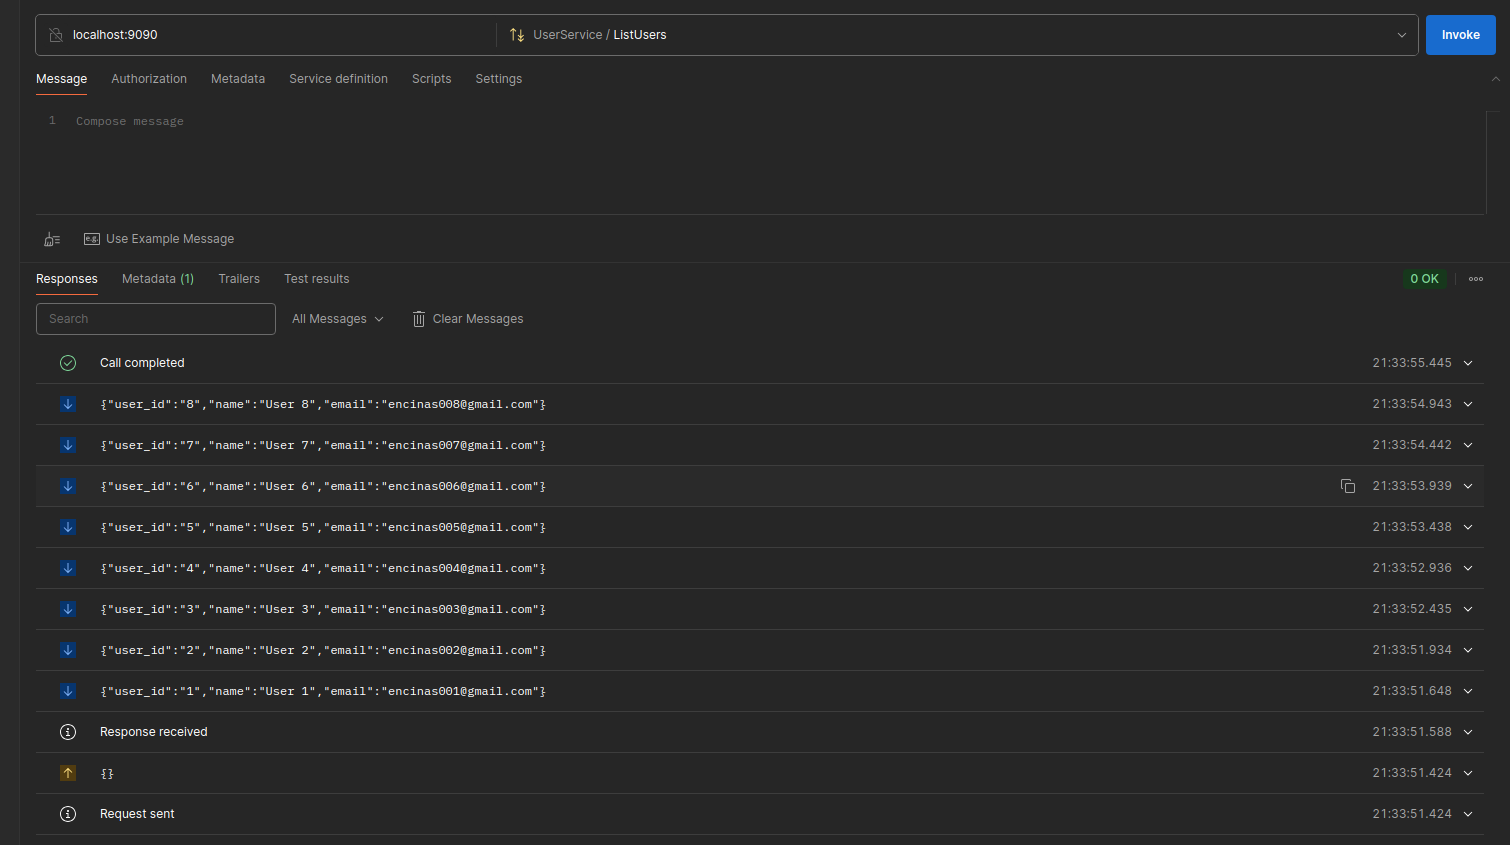 localhost:9090 UserService / ListUsers Invoke
Message Authorization Metadata Service definition Scripts Settings
1 Compose message
e.g. Use Example Message
Responses Metadata (1) Trailers Test results 0 OK
Search All Messages Clear Messages
Call completed 21:33:55.445
{"user_id":"8","name":"User 8","email":"encinas008@gmail.com"} 21:33:54.943
{"user_id":"7","name":"User 7","email":"encinas007@gmail.com"} 21:33:54.442
{"user_id":"6","name":"User 6","email":"encinas006@gmail.com"} 21:33:53.939
{"user_id":"5","name":"User 5","email":"encinas005@gmail.com"} 21:33:53.438
{"user_id":"4","name":"User 4","email":"encinas004@gmail.com"} 21:33:52.936
{"user_id":"3","name":"User 3","email":"encinas003@gmail.com"} 21:33:52.435
{"user_id":"2","name":"User 2","email":"encinas002@gmail.com"} 21:33:51.934
{"user_id":"1","name":"User 1","email":"encinas001@gmail.com"} 21:33:51.648
Response received 21:33:51.588
{} 21:33:51.424
Request sent 21:33:51.424